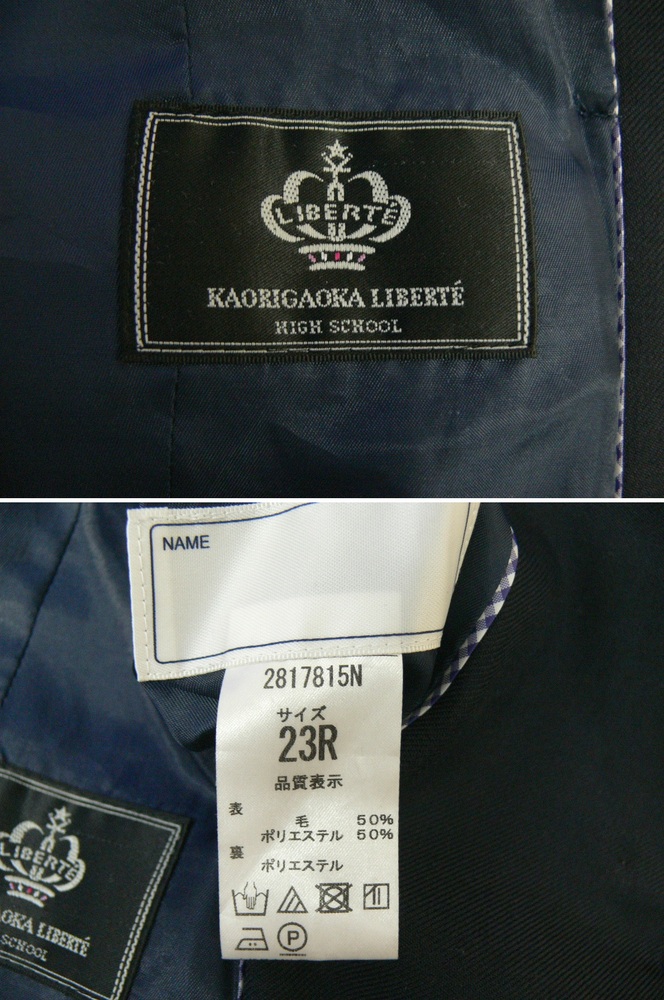 LIBERTÉ
KAORIGAOKA LIBERTÉ
HIGH SCHOOL
NAME
2817815N
サイズ
23R
品質表示
表
毛 50%
ポリエステル 50%
裏
ポリエステル
P
LIBERTÉ
OKA LIBERTÉ
SCHOOL